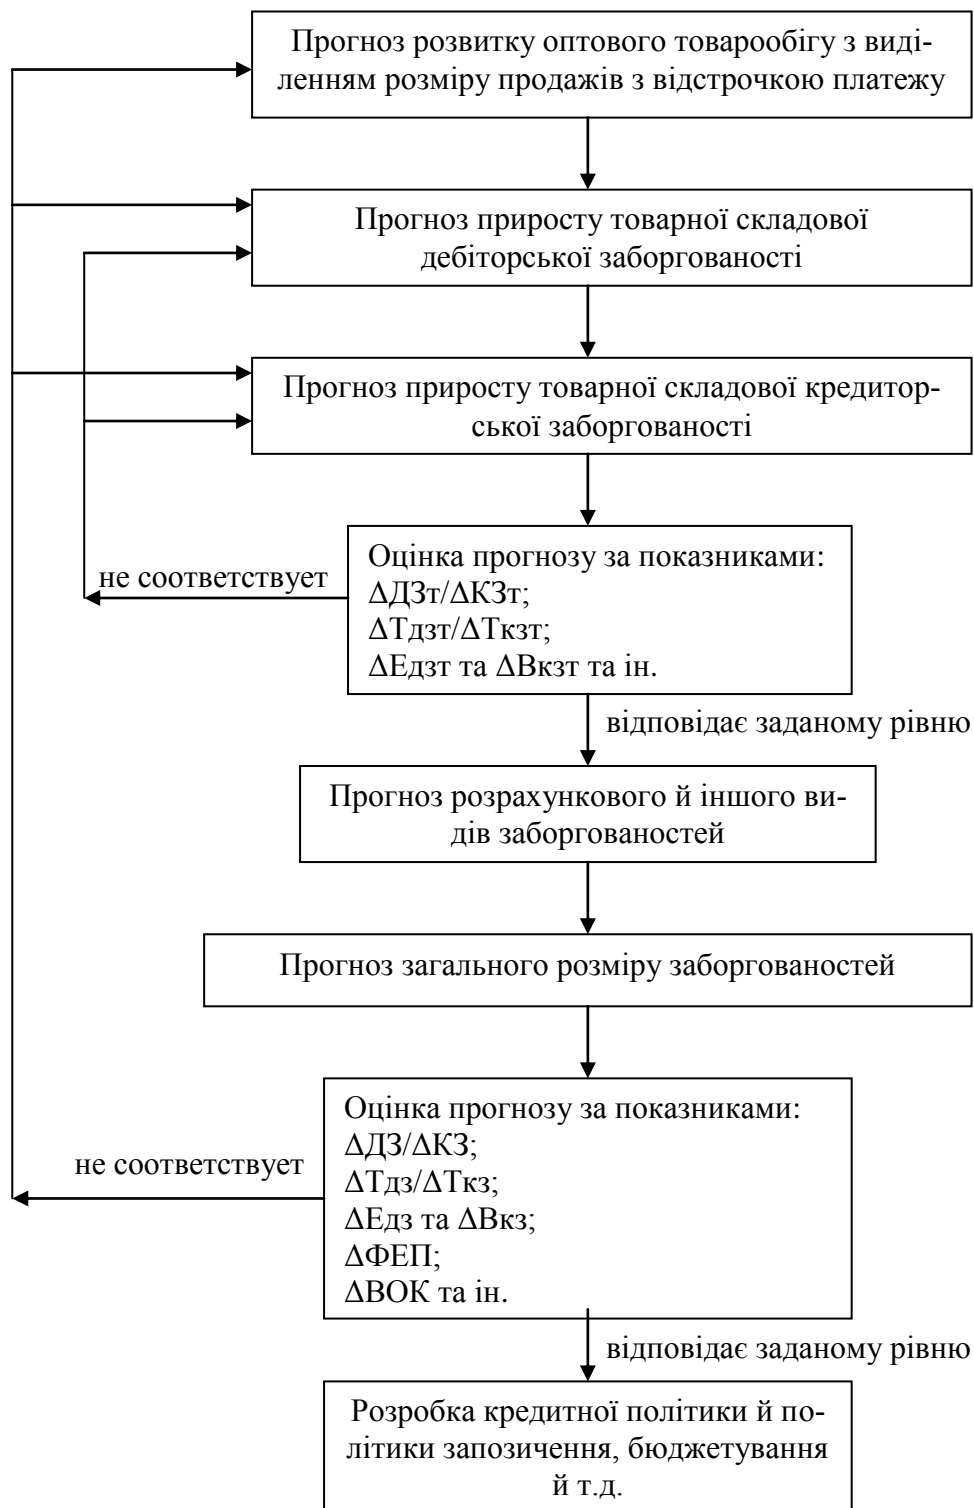 Прогноз розвитку оптового товарообігу з виді-
ленням розміру продажів з відстрочкою платежу
Прогноз приросту товарної складової
дебіторської заборгованості
Прогноз приросту товарної складової кредитор-
ської заборгованості
Оцінка прогнозу за показниками:
не соответствует
ΔДЗт/ΔКЗт;
ΔТдзт/ΔТкзт;
ΔЕдзт та ΔВкзт та ін.
відповідає заданому рівню
Прогноз розрахункового й іншого ви-
дів заборгованостей
Прогноз загального розміру заборгованостей
Оцінка прогнозу за показниками:
ΔДЗ/ΔКЗ;
не соответствует
ΔТдз/ΔТкз;
ΔЕдз та ΔВкз;
ΔФЕП;
ΔВОК та ін.
відповідає заданому рівню
Розробка кредитної політики й по-
літики запозичення, бюджетування
й т.д.